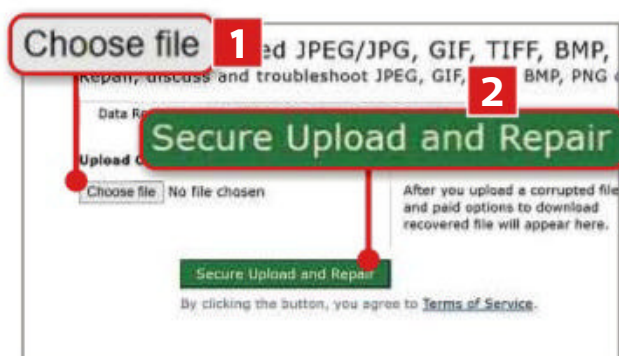 Choose file 1 ed JPEG/JPG, GIF, TIFF, BMP,
Repair, discuss and troubleshoot JPEG, GIF, BMP, PNG
2
Data Re
Secure Upload and Repair
Upload C
Choose file No file chosen
After you upload a corrupted file
and paid options to download
recovered file will appear here.
Secure Upload and Repair
By clicking the button, you agree to Terms of Service.